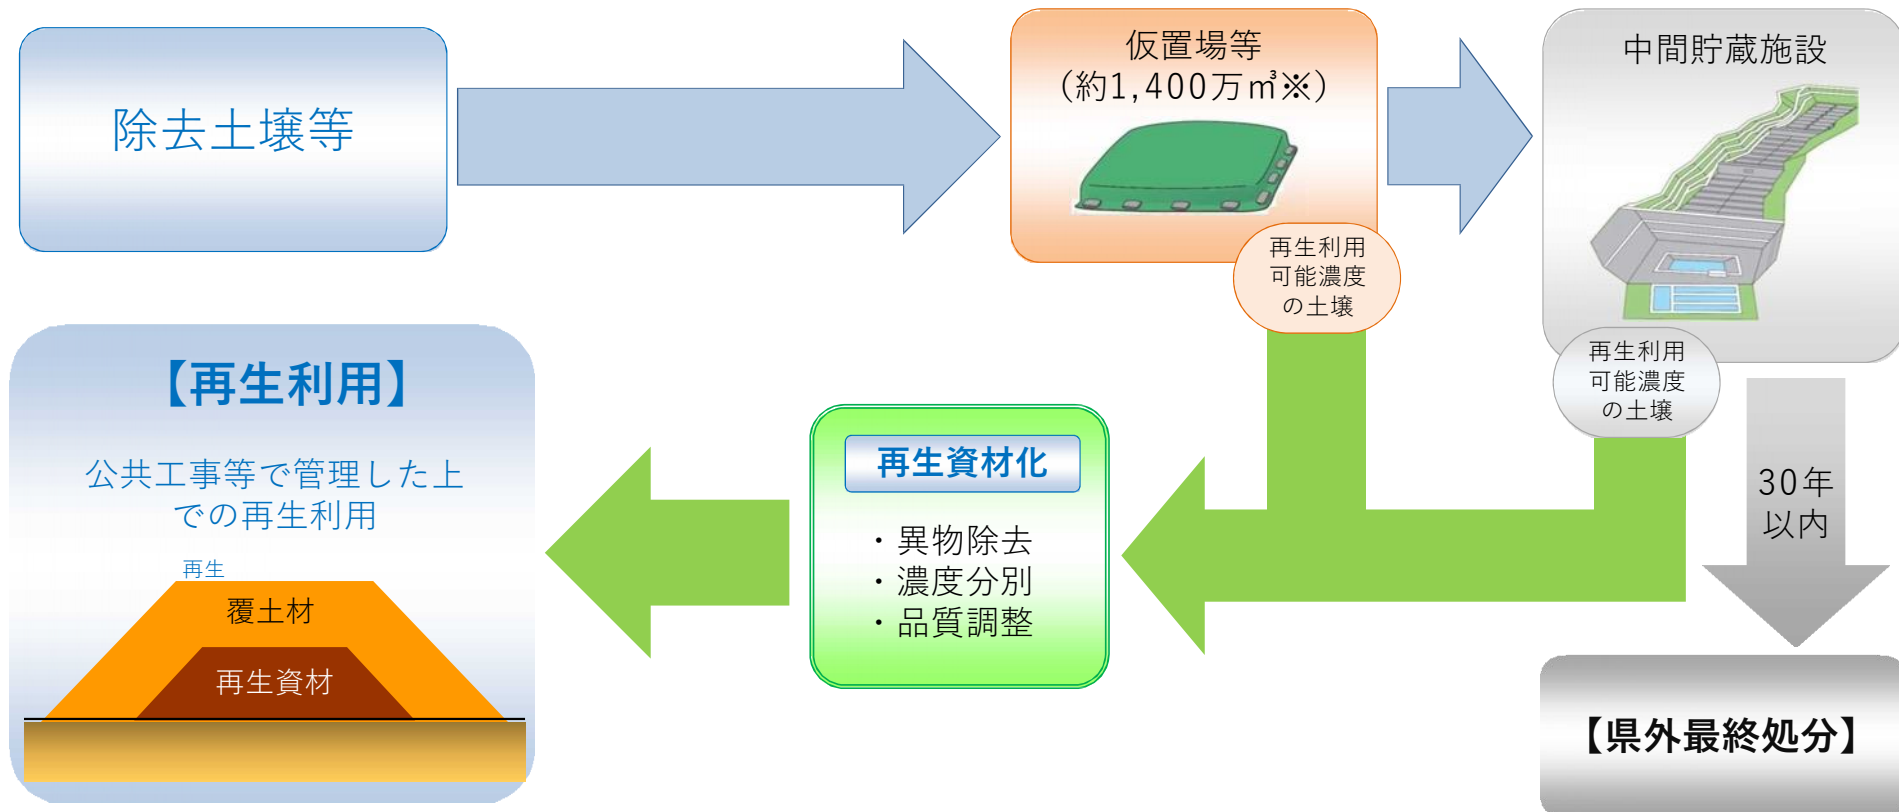 除去土壌等
仮置場等
（約1,400万㎥※）
中間貯蔵施設
再生利用
可能濃度
の土壌
再生利用
可能濃度
の土壌
30年
以内
【県外最終処分】
再生資材化
・異物除去
・濃度分別
・品質調整
【再生利用】
公共工事等で管理した上
での再生利用
再生
覆土材
再生資材